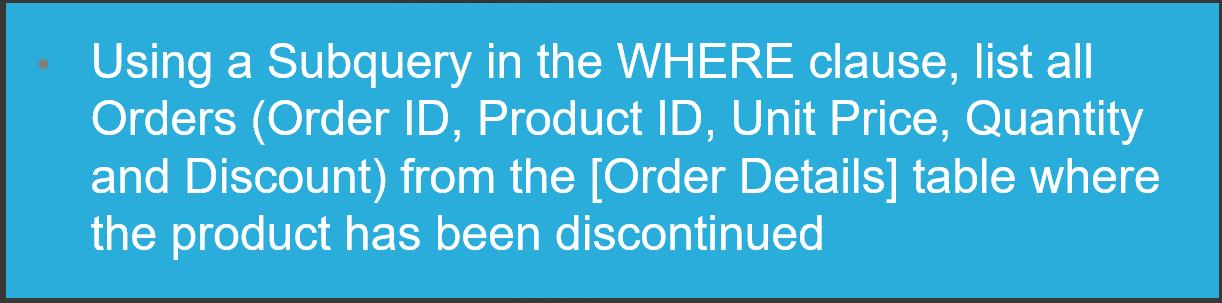 • Using a Subquery in the WHERE clause, list all
Orders (Order ID, Product ID, Unit Price, Quantity
and Discount) from the [Order Details] table where
the product has been discontinued